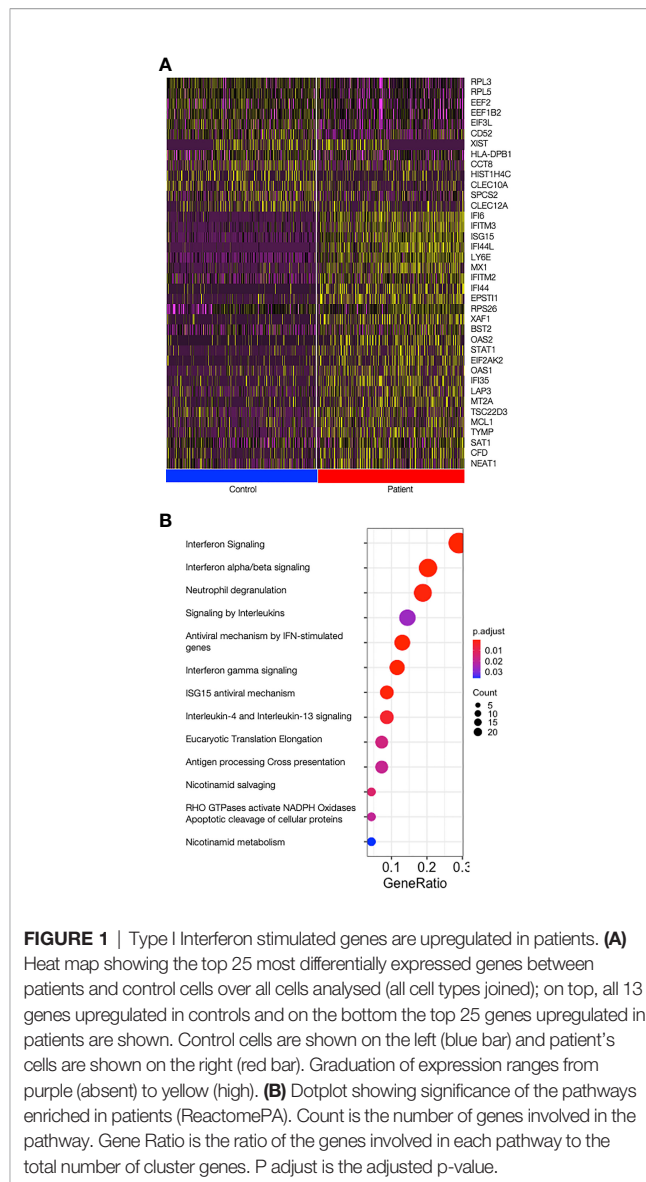 A
RPL3
RPL5
EEF2
EEF1B2
EIF3L
CD52
XIST
HLA-DPB1
CCT8
HIST1H4C
CLEC10A
SPCS2
CLEC12A
IFI6
IFITM3
ISG15
IFI44L
LY6E
MX1
IFITM2
IFI44
EPSTI1
RPS26
XAF1
BST2
OAS2
STAT1
EIF2AK2
OAS1
IFI35
LAP3
MT2A
TSC22D3
MCL1
TYMP
SAT1
CFD
NEAT1
Control
Patient
B
Interferon Signaling
Interferon alpha/beta signaling
Neutrophil degranulation
Signaling by Interleukins
Antiviral mechanism by IFN-stimulated
genes
Interferon gamma signaling
ISG15 antiviral mechanism
Interleukin-4 and Interleukin-13 signaling
Eucaryotic Translation Elongation
Antigen processing Cross presentation
Nicotinamid salvaging
RHO GTPases activate NADPH Oxidases
Apoptotic cleavage of cellular proteins
Nicotinamid metabolism
0.1 0.2 0.3
GeneRatio
p.adjust
0.01
0.02
0.03
Count
5
10
15
20
FIGURE 1 | Type I Interferon stimulated genes are upregulated in patients. (A)
Heat map showing the top 25 most differentially expressed genes between
patients and control cells over all cells analysed (all cell types joined); on top, all 13
genes upregulated in controls and on the bottom the top 25 genes upregulated in
patients are shown. Control cells are shown on the left (blue bar) and patient's
cells are shown on the right (red bar). Graduation of expression ranges from
purple (absent) to yellow (high). (B) Dotplot showing significance of the pathways
enriched in patients (ReactomePA). Count is the number of genes involved in the
pathway. Gene Ratio is the ratio of the genes involved in each pathway to the
total number of cluster genes. P adjust is the adjusted p-value.